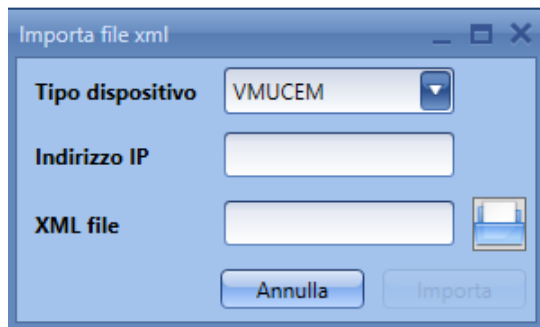 Importa file xml
Tipo dispositivo VMUCEM
Indirizzo IP
XML file
Annulla Importa